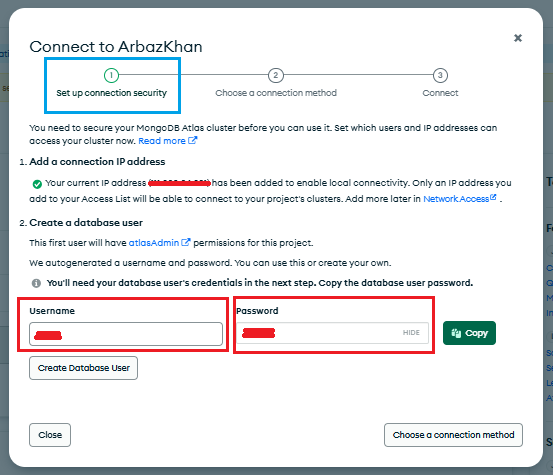 Connect to ArbazKhan
1
2
3
Set up connection security
Choose a connection method
Connect
You need to secure your MongoDB Atlas cluster before you can use it. Set which users and IP addresses can
access your cluster now. Read more
1. Add a connection IP address
Your current IP address ( ) has been added to enable local connectivity. Only an IP address you
add to your Access List will be able to connect to your project's clusters. Add more later in Network Access .
2. Create a database user
This first user will have atlasAdmin permissions for this project.
We autogenerated a username and password. You can use this or create your own.
You'll need your database user's credentials in the next step. Copy the database user password.
Username
Password
HIDE
Copy
Create Database User
Close
Choose a connection method